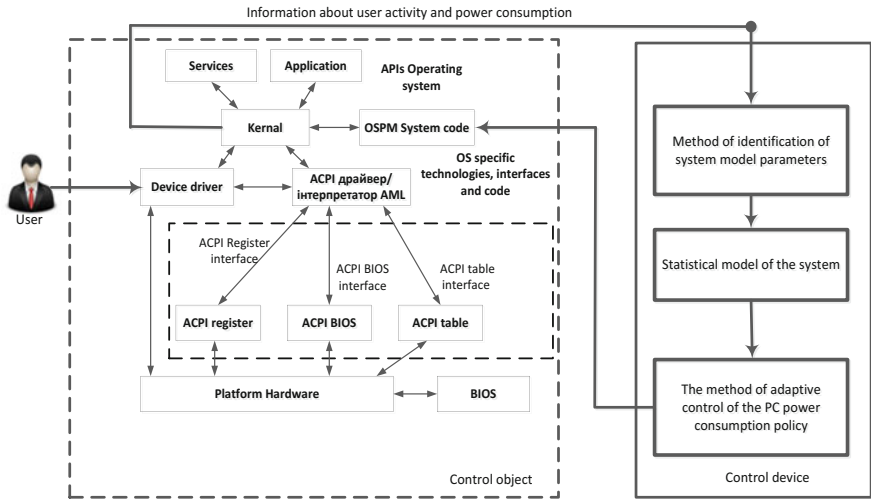 Information about user activity and power consumption
Services
Application
APIs Operating
system
Kernal
OSPM System code
Method of identification of
system model parameters
OS specific
technologies, interfaces
and code
Device driver
ACPI драйвер/
інтерпретатор AML
User
ACPI Register
interface
ACPI BIOS
interface
ACPI table
interface
Statistical model of the system
ACPI register
ACPI BIOS
ACPI table
Platform Hardware
BIOS
The method of adaptive
control of the PC power
consumption policy
Control object
Control device